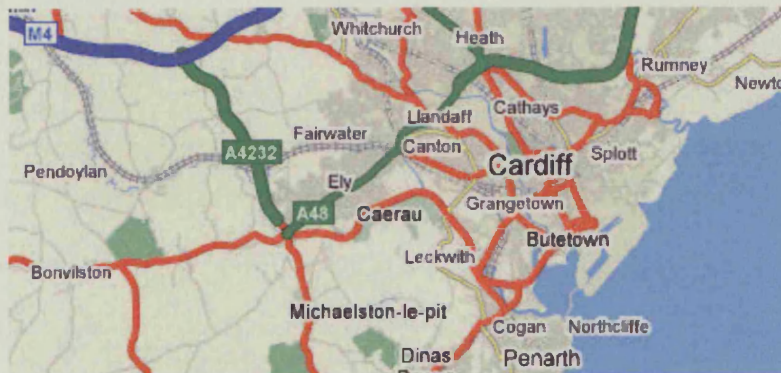 Whitchurch
M4
Heath
Rumney
Cathays
Llandaff
Fairwater
A4232
Canton
Splott
Cardiff
Pendoylan
Ely
Grangetown
A48
Caerau
Butetown
Leckwith
Bonvilston
Michaelston-le-pit
Cogan
Northcliffe
Dinas
Penarth